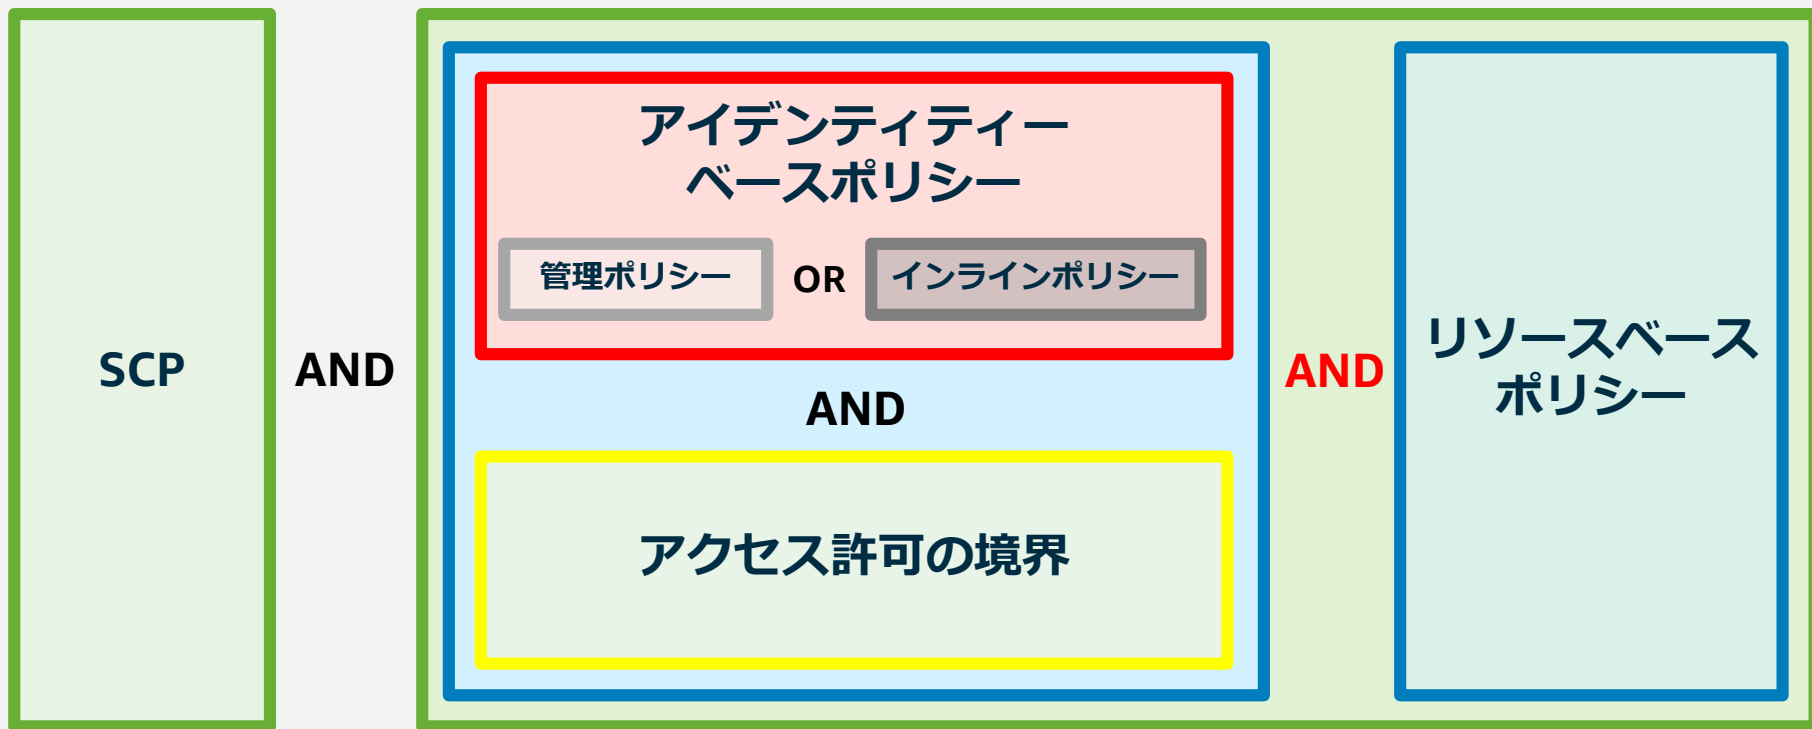 SCP
AND
アイデンティティー
ベースポリシー
管理ポリシー
OR
インラインポリシー
AND
アクセス許可の境界
AND
リソースベース
ポリシー